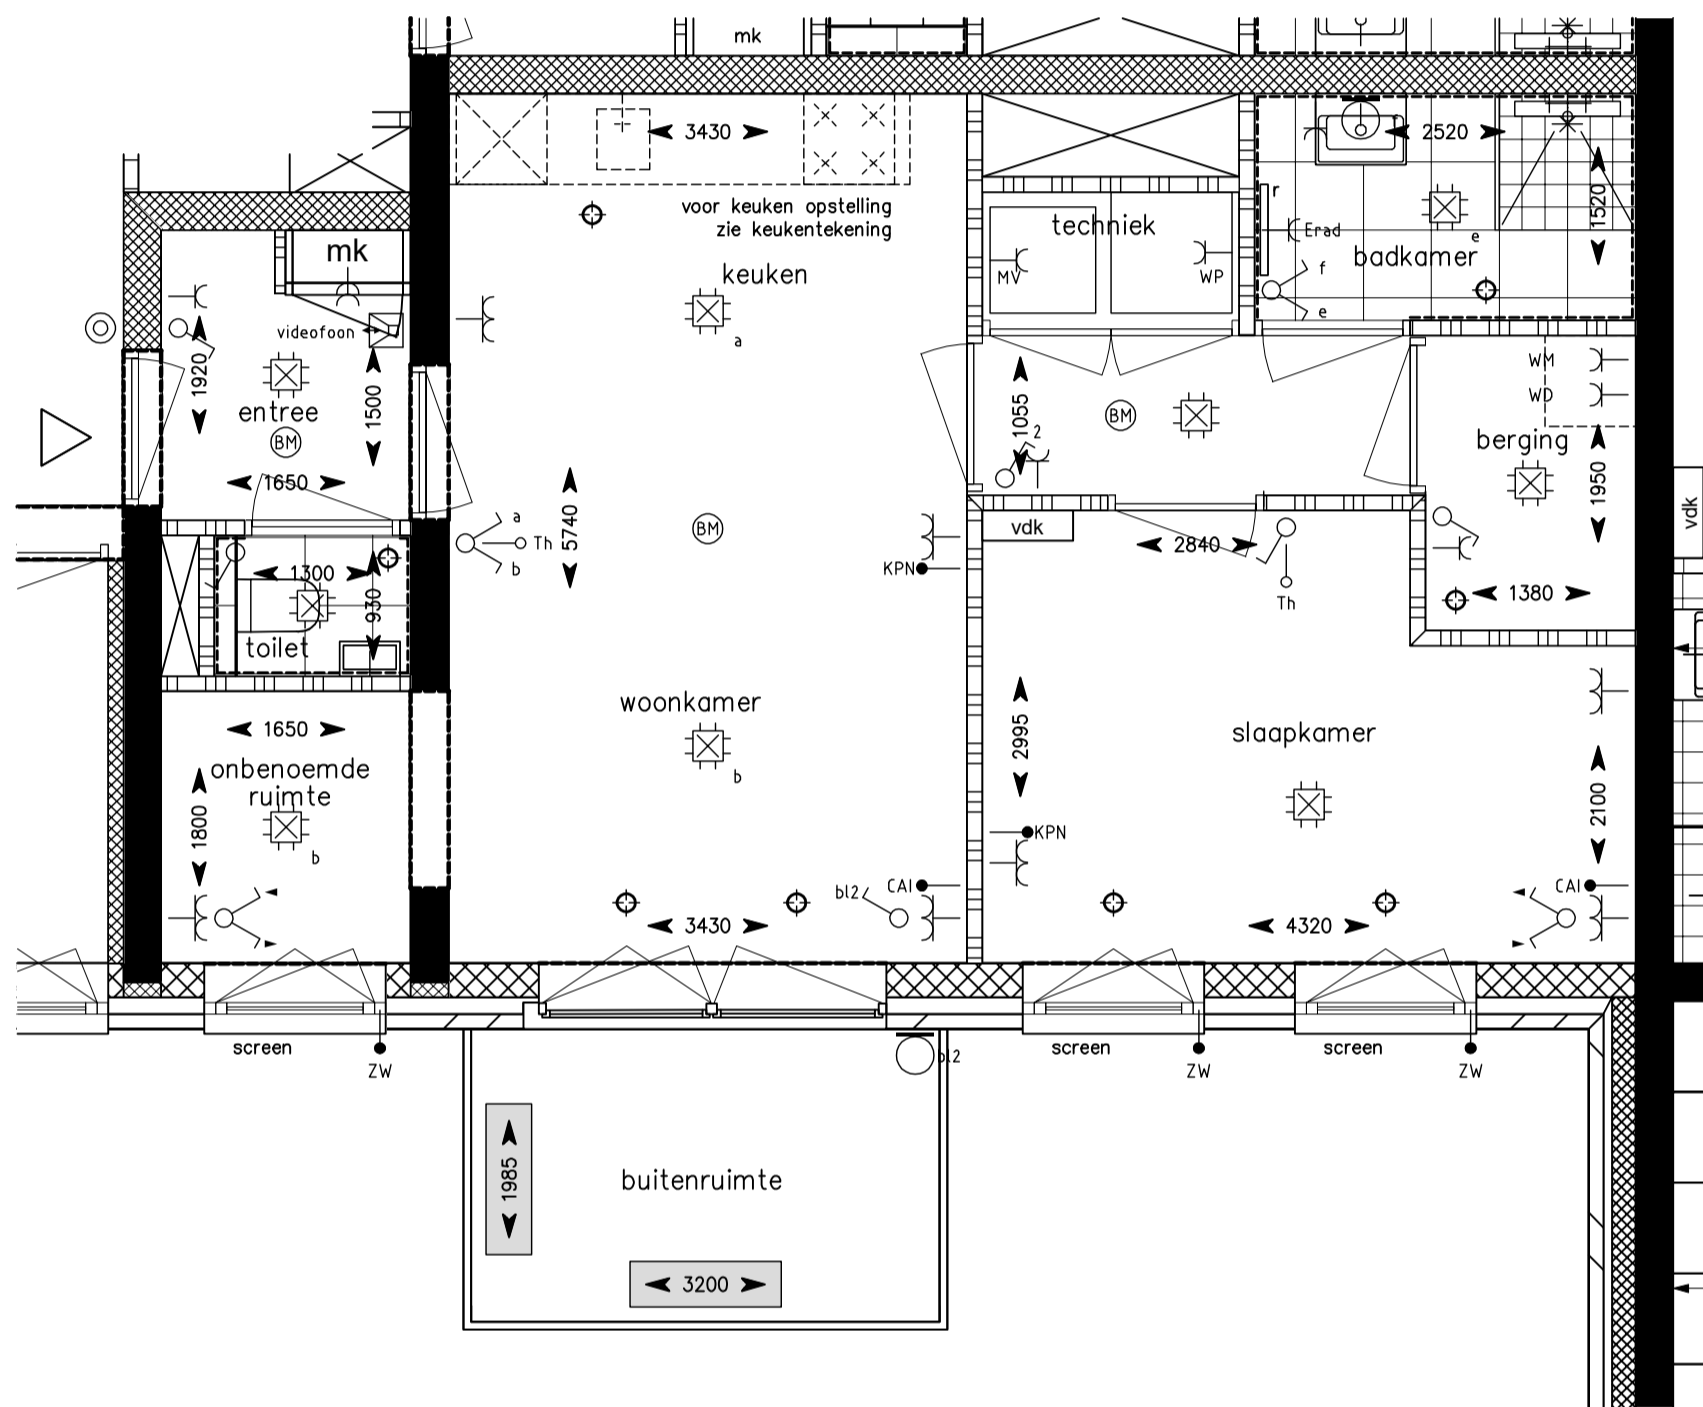 mk
3430
2520
1520
voor keuken opstelling
zie keukentekening
r
techniek
e
Erad
mk
badkamer
keuken
MV
WP
f
videofoon
e
a
1920
1500
WM
1055
WD
entree
BM
BM
2
berging
1650
1950
vdk
a
5740
BM
vdk
Th
2840
b
KPN
1300
1380
930
Th
toilet
woonkamer
1650
2995
slaapkamer
onbenoemde
ruimte
b
1800
2100
KPN
b
CAI
bl2
CAI
3430
4320
screen
screen
screen
bl2
ZW
ZW
ZW
1985
buitenruimte
3200